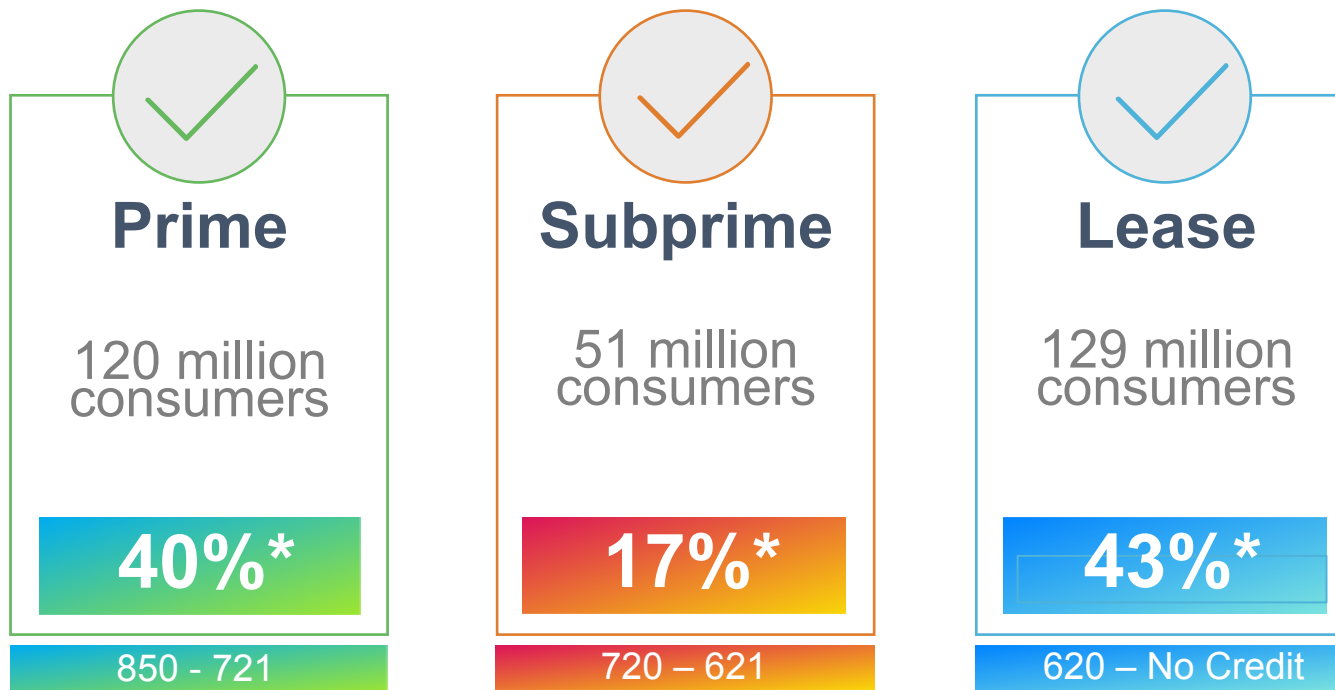 Prime
120 million
consumers
40%*
850 - 721
Subprime
51 million
consumers
17%*
720 – 621
Lease
129 million
consumers
43%*
620 – No Credit